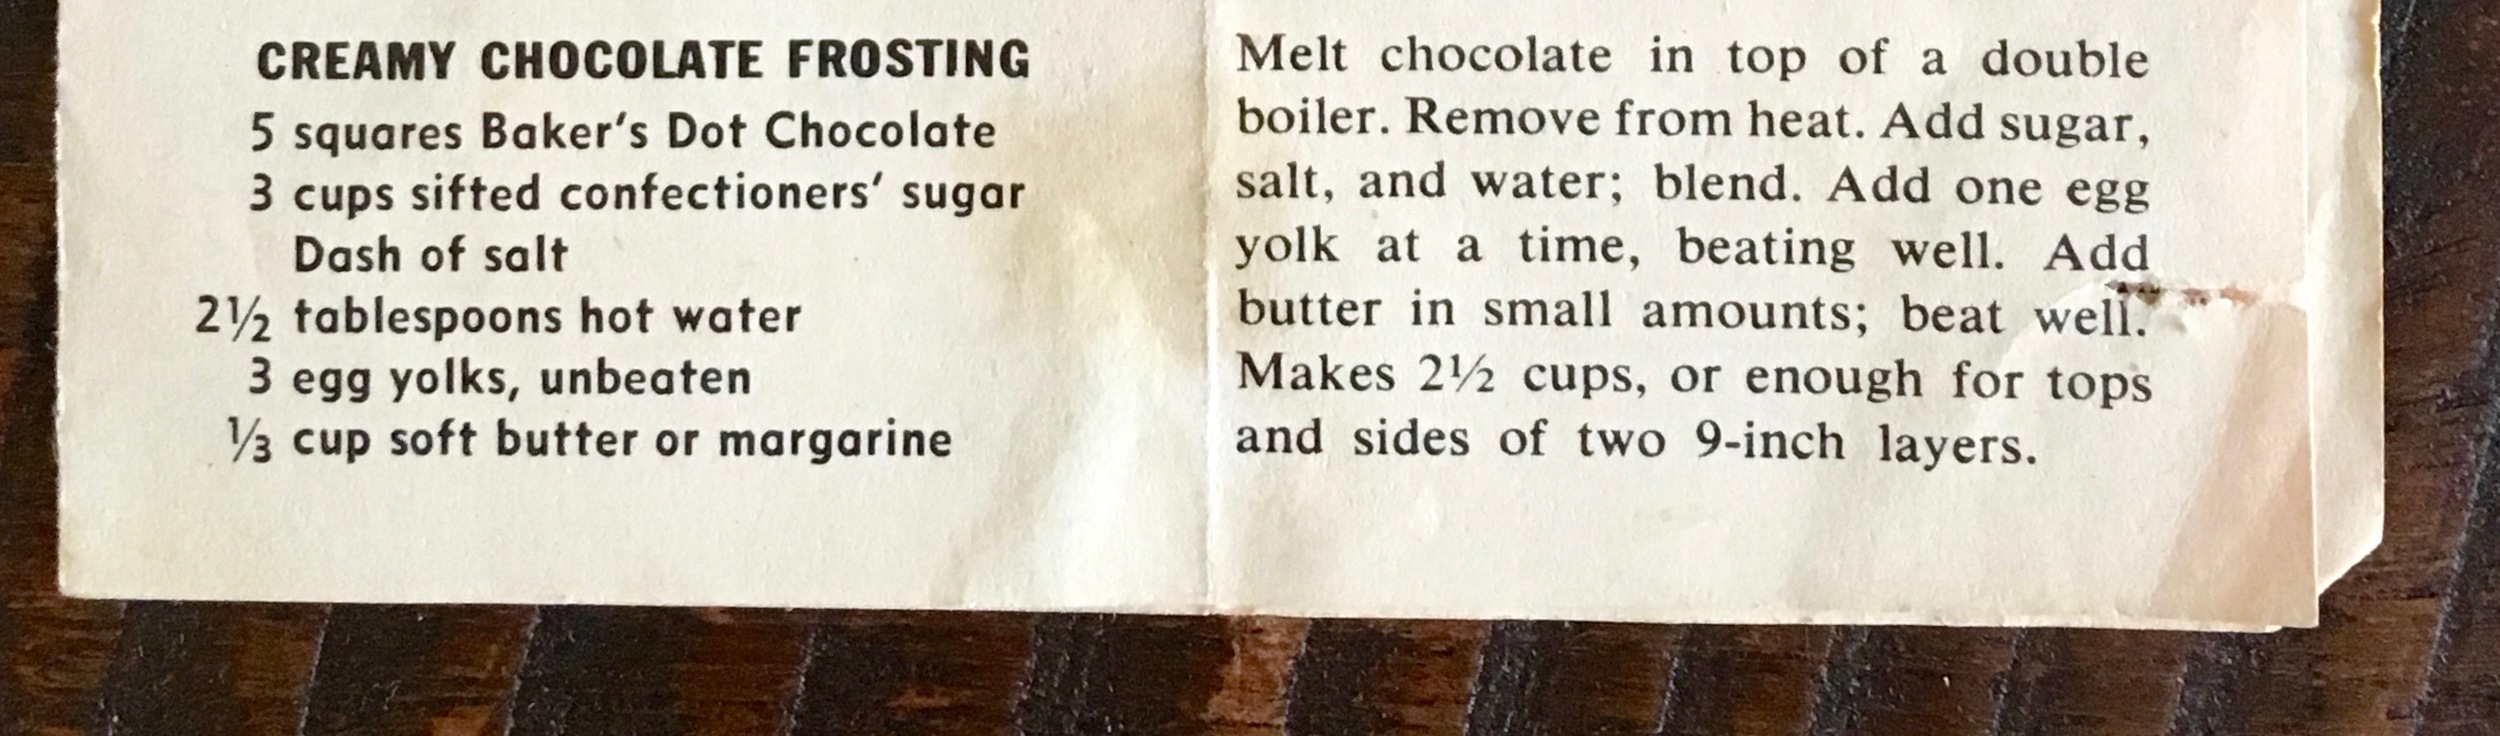 CREAMY CHOCOLATE FROSTING
5 squares Baker's Dot Chocolate
3 cups sifted confectioners' sugar
Dash of salt
2½ tablespoons hot water
3 egg yolks, unbeaten
⅓ cup soft butter or margarine
Melt chocolate in top of a double
boiler. Remove from heat. Add sugar,
salt, and water; blend. Add one egg
yolk at a time, beating well. Add
butter in small amounts; beat well.
Makes 2½ cups, or enough for tops
and sides of two 9-inch layers.